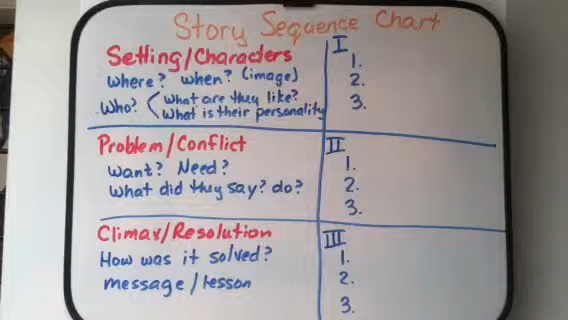 Story Sequence Chart
Setting/Characters
Where? When? (image)
Who? What are they like?
What is their personality
I
1.
2.
3.
Problem/Conflict
Want? Need?
What did they say? do?
II
1.
2.
3.
Climax/Resolution
How was it solved?
message/lesson
III
1.
2.
3.